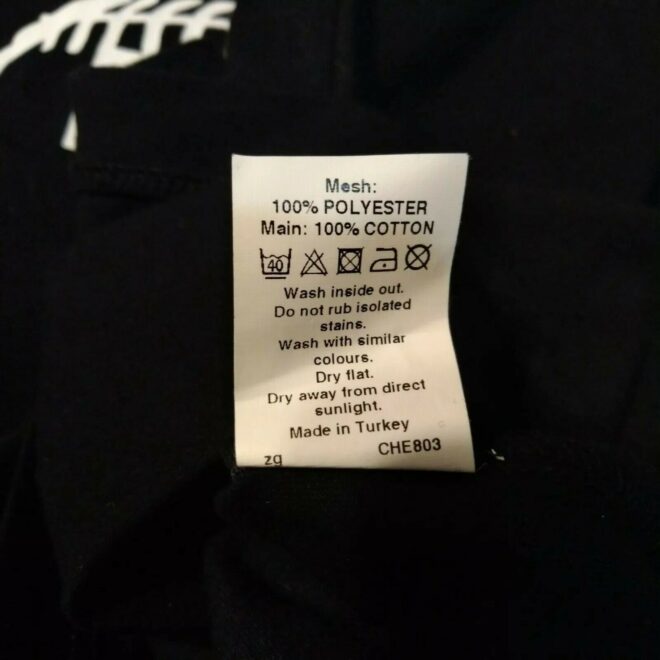 Mesh:
100% POLYESTER
Main: 100% COTTON
40
Wash inside out.
Do not rub isolated
stains.
Wash with similar
colours.
Dry flat.
Dry away from direct
sunlight.
Made in Turkey
zg CHE803